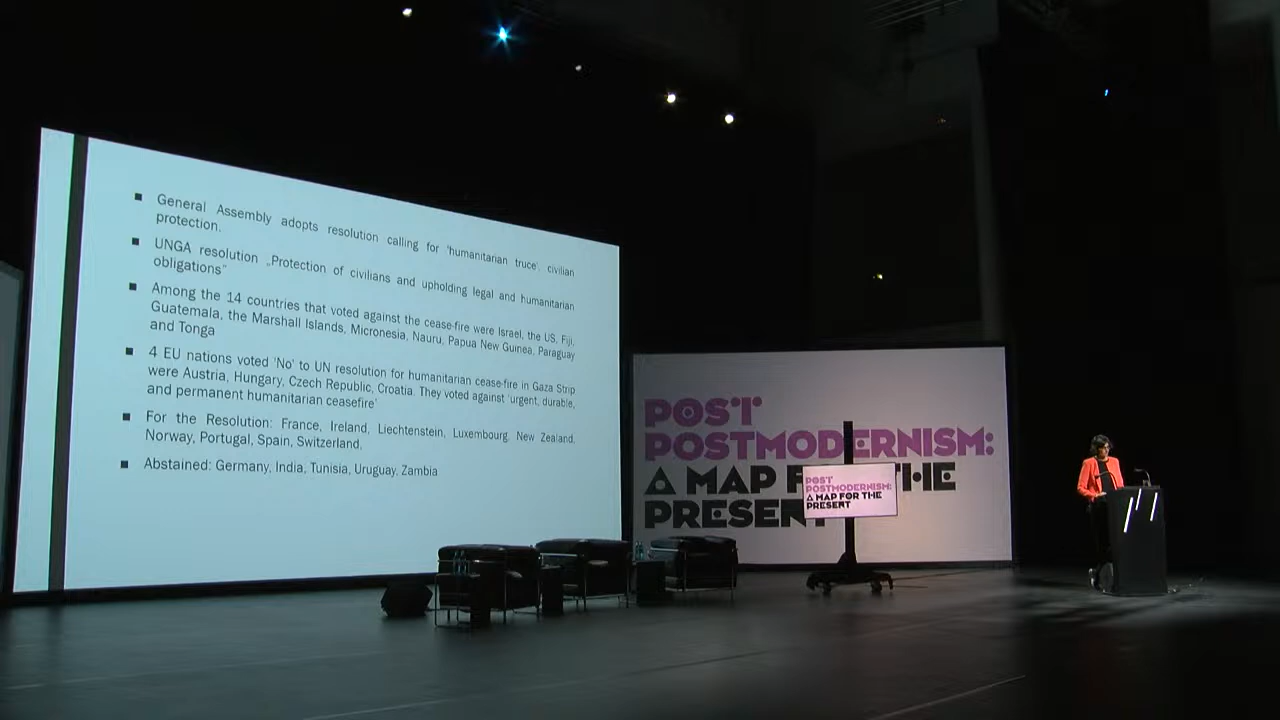 General Assembly adopts resolution calling for 'humanitarian truce', civilian
protection.
UNGA resolution „Protection of civilians and upholding legal and humanitarian
obligations"
Among the 14 countries that voted against the cease-fire were Israel, the US, Fiji,
Guatemala, the Marshall Islands, Micronesia, Nauru, Papua New Guinea, Paraguay
and Tonga
4 EU nations voted 'No' to UN resolution for humanitarian cease-fire in Gaza Strip
were Austria, Hungary, Czech Republic, Croatia. They voted against 'urgent, durable,
and permanent humanitarian ceasefire'
For the Resolution: France, Ireland, Liechtenstein, Luxembourg, New Zealand,
Norway, Portugal, Spain, Switzerland,
Abstained: Germany, India, Tunisia, Uruguay, Zambia
POST
POSTMODERNISM:
A MAP F THE
PRESENT
POST
POSTMODERNISM:
A MAP FOR THE
PRESENT